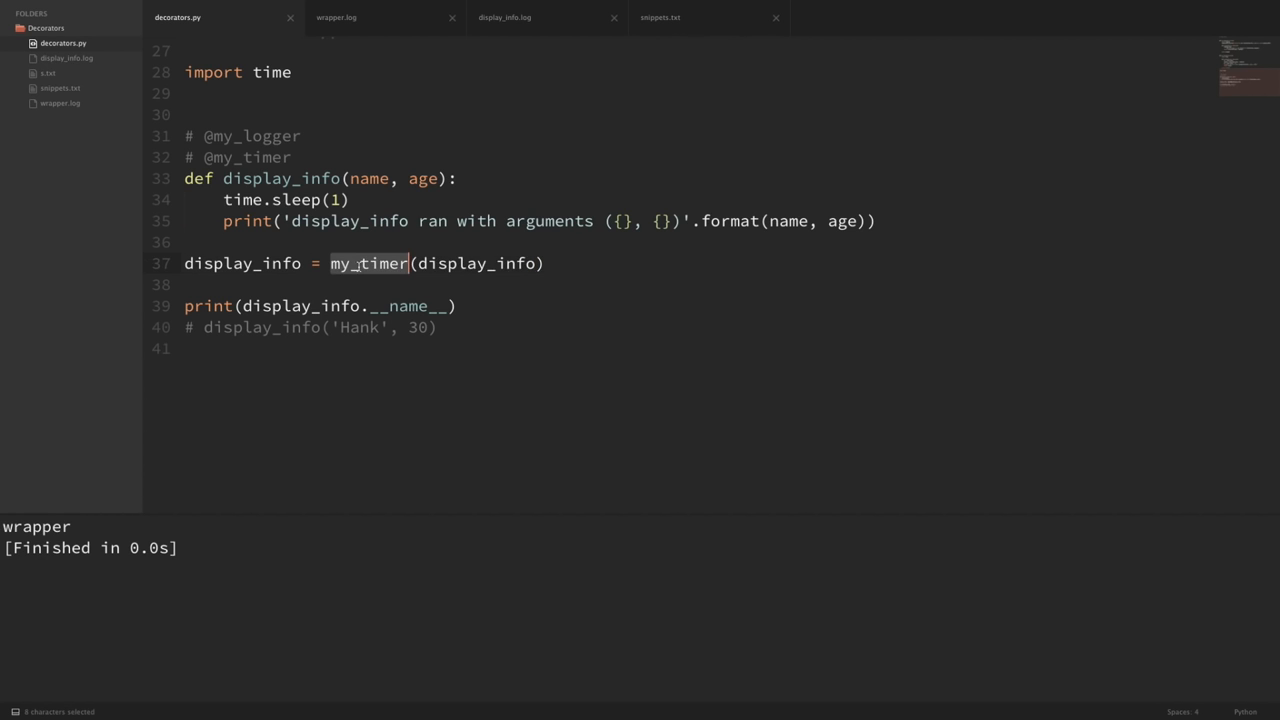 FOLDERS
Decorators
decorators.py
display_info.log
s.txt
snippets.txt
wrapper.log
decorators.py
wrapper.log
display_info.log
snippets.txt
27
28 import time
29
30
31 # @my_logger
32 # @my_timer
33 def display_info(name, age):
34 time.sleep(1)
35 print('display_info ran with arguments ({}, {})'.format(name, age))
36
37 display_info = my_timer(display_info)
38
39 print(display_info.__name__)
40 # display_info('Hank', 30)
41
wrapper
[Finished in 0.0s]
8 characters selected
Spaces: 4
Python